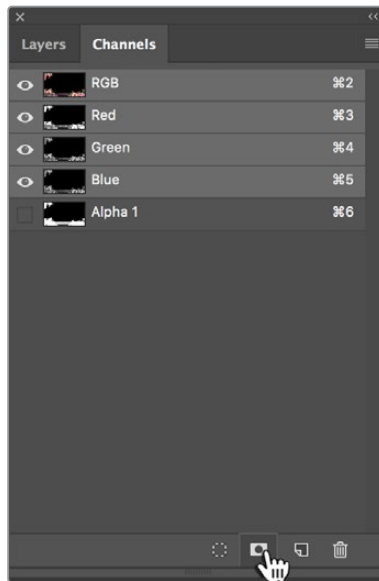 Layers Channels
RGB ⌘2
Red ⌘3
Green ⌘4
Blue ⌘5
Alpha 1 ⌘6